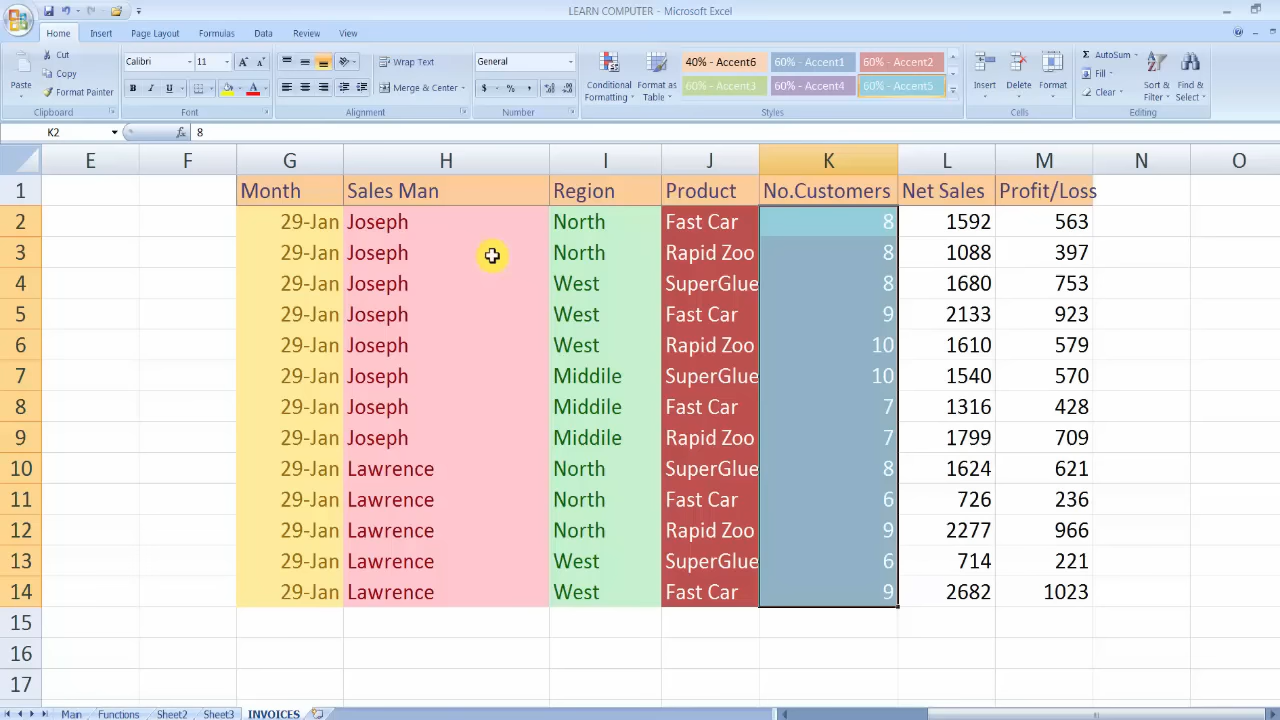 LEARN COMPUTER - Microsoft Excel
Home Insert Page Layout Formulas Data Review View
Paste
Cut
Copy
Format Painter
Clipboard
Calibri 11 A A
B I U A
Font
Wrap Text
Merge & Center
Alignment
General
$ % ,
Number
Conditional Formatting
Format as Table
40% - Accent6 60% - Accent1 60% - Accent2
60% - Accent3 60% - Accent4 60% - Accent5
Styles
Insert Delete Format
Cells
Σ AutoSum
Fill
Clear
Sort & Filter
Find & Select
Editing
K2 fx 8
E F G H I J K L M N O
1 Month Sales Man Region Product No.Customers Net Sales Profit/Loss
2 29-Jan Joseph North Fast Car 8 1592 563
3 29-Jan Joseph North Rapid Zoo 8 1088 397
4 29-Jan Joseph West SuperGlue 8 1680 753
5 29-Jan Joseph West Fast Car 9 2133 923
6 29-Jan Joseph West Rapid Zoo 10 1610 579
7 29-Jan Joseph Middile SuperGlue 10 1540 570
8 29-Jan Joseph Middile Fast Car 7 1316 428
9 29-Jan Joseph Middile Rapid Zoo 7 1799 709
10 29-Jan Lawrence North SuperGlue 8 1624 621
11 29-Jan Lawrence North Fast Car 6 726 236
12 29-Jan Lawrence North Rapid Zoo 9 2277 966
13 29-Jan Lawrence West SuperGlue 6 714 221
14 29-Jan Lawrence West Fast Car 9 2682 1023
15
16
17
Main Functions Sheet2 Sheet3 INVOICES